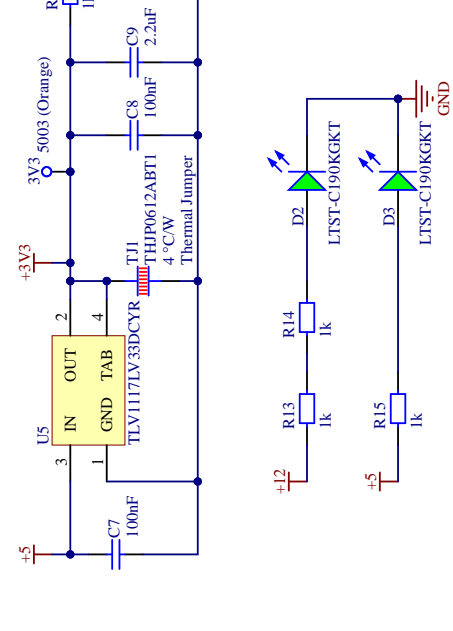 C9
2.2uF
C8
100nF
3V3
5003 (Orange)
+3V3
TJ1
THJP0612ABT1
4 °C/W
Thermal Jumper
2
4
OUT
TAB
IN
GND
U5
TLV1117LV33DCYR
3
1
C7
100nF
+5
GND
D2
LTST-C190KGKT
D3
LTST-C190KGKT
R14
1k
R13
1k
R15
1k
+12
+5